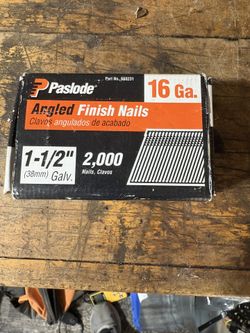 Paslode
Part No. 650231
16 Ga.
Angled Finish Nails
Clavos angulados de acabado
1-1/2"
(38mm) Galv.
2,000
Nails, Clavos